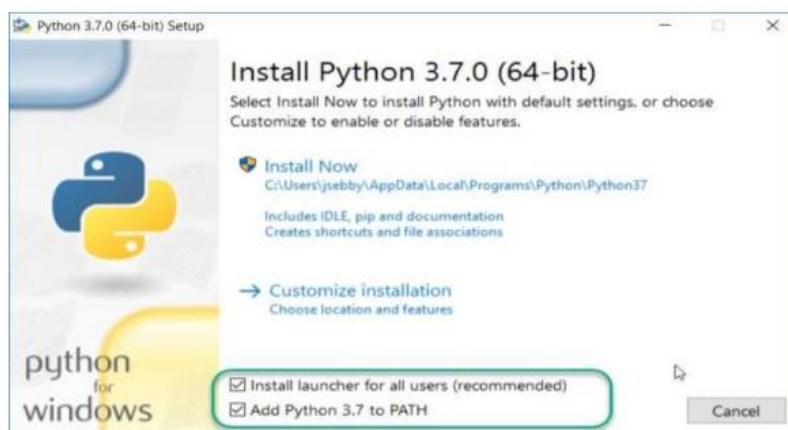 Python 3.7.0 (64-bit) Setup
Install Python 3.7.0 (64-bit)
Select Install Now to install Python with default settings, or choose
Customize to enable or disable features.
Install Now
C:\Users\jsebby\AppData\Local\Programs\Python\Python37
Includes IDLE, pip and documentation
Creates shortcuts and file associations
→ Customize installation
Choose location and features
python
for
windows
Install launcher for all users (recommended)
Add Python 3.7 to PATH
Cancel